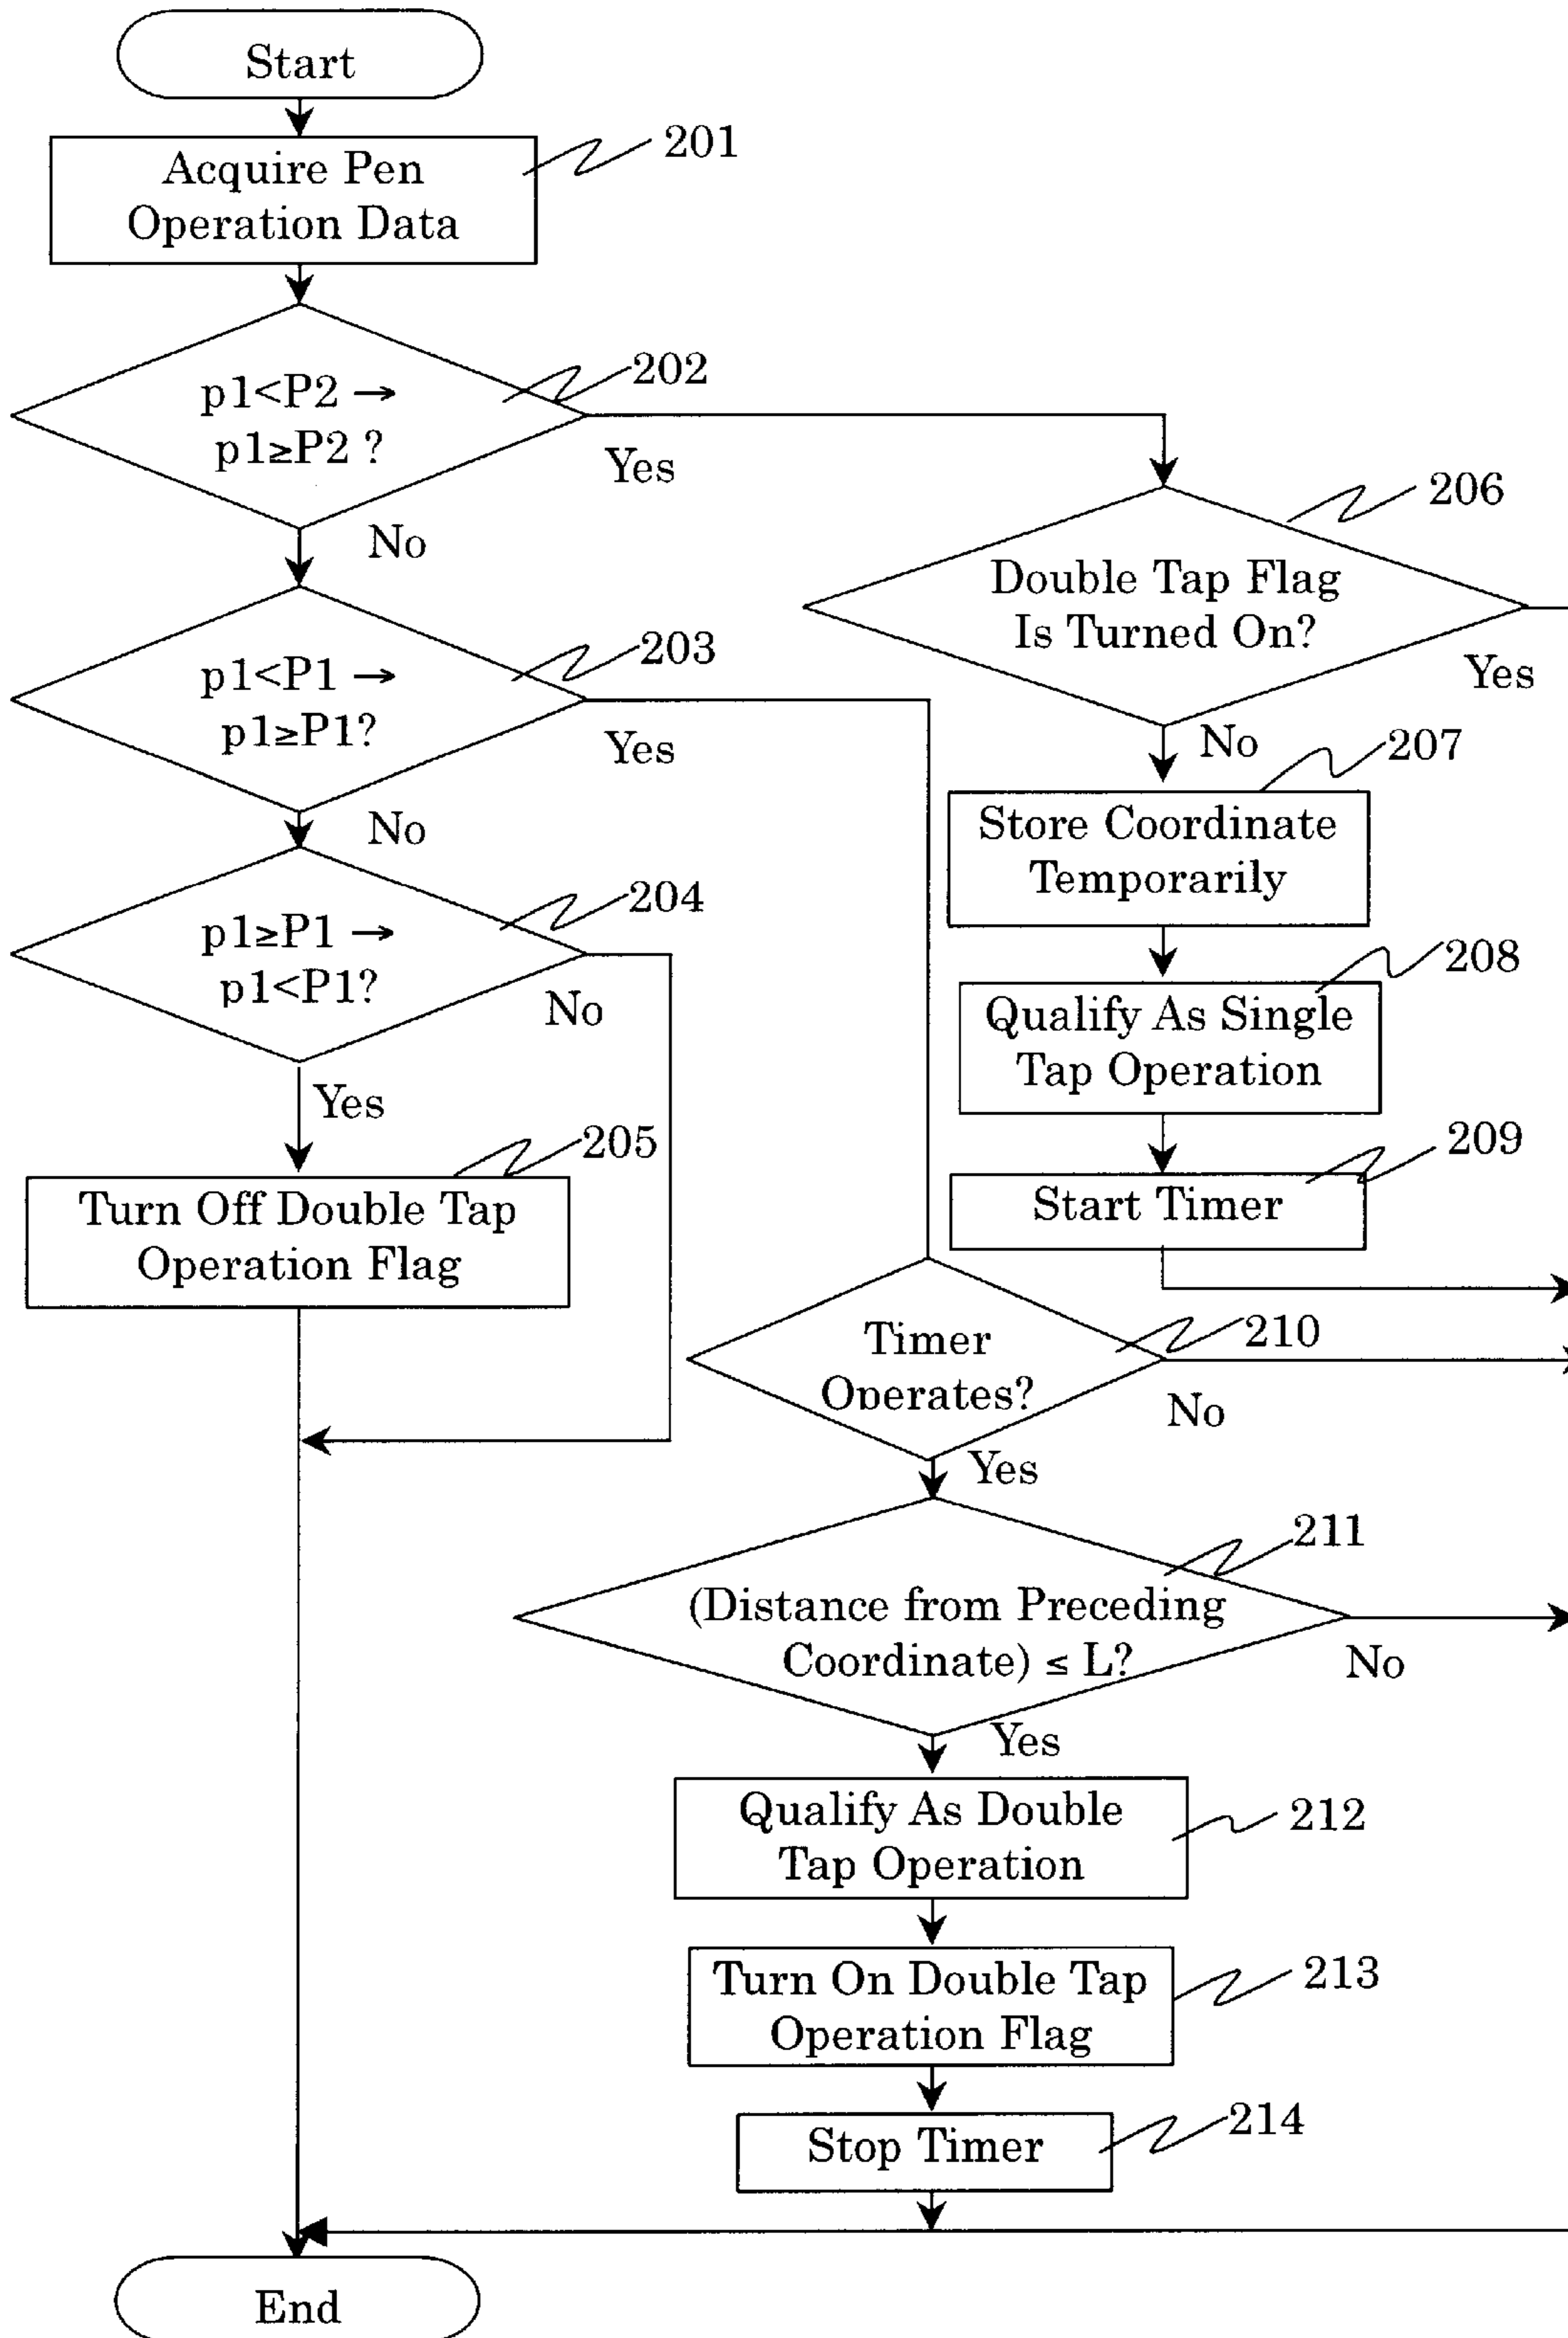 Start
Acquire Pen
Operation Data
201
p1<P2 →
p1≥P2 ?
202
Yes
No
p1<P1 →
p1≥P1?
203
Yes
No
p1≥P1 →
p1<P1?
204
No
Yes
Turn Off Double Tap
Operation Flag
205
Double Tap Flag
Is Turned On?
206
Yes
No
Store Coordinate
Temporarily
207
Qualify As Single
Tap Operation
208
Start Timer
209
Timer
Operates?
210
No
Yes
(Distance from Preceding
Coordinate) ≤ L?
211
No
Yes
Qualify As Double
Tap Operation
212
Turn On Double Tap
Operation Flag
213
Stop Timer
214
End